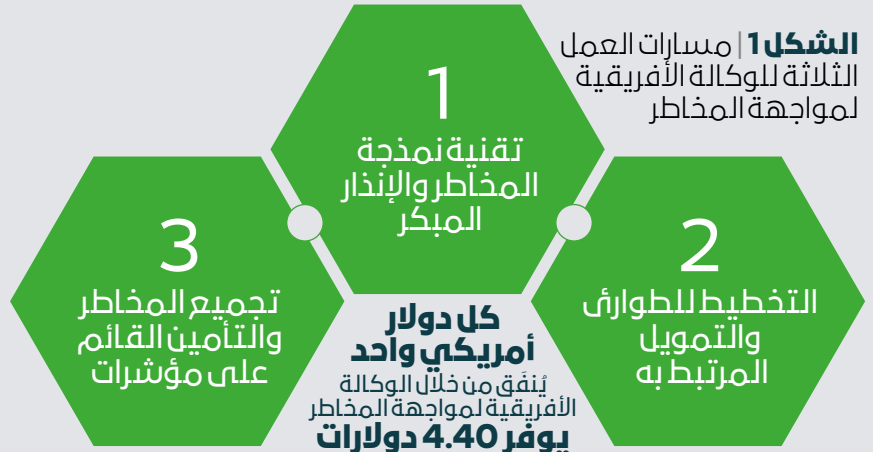 الشكل 1 | مسارات العمل
الثلاثة للوكالة الأفريقية
لمواجهة المخاطر
1
تقنية نمذجة
المخاطر والإنذار
المبكر
2
التخطيط للطوارئ
والتمويل
المرتبط به
3
تجميع المخاطر
والتأمين القائم
على مؤشرات
كل دولار
أمريكي واحد
يُنفَق من خلال الوكالة
الأفريقية لمواجهة المخاطر
يوفر 4.40 دولارات